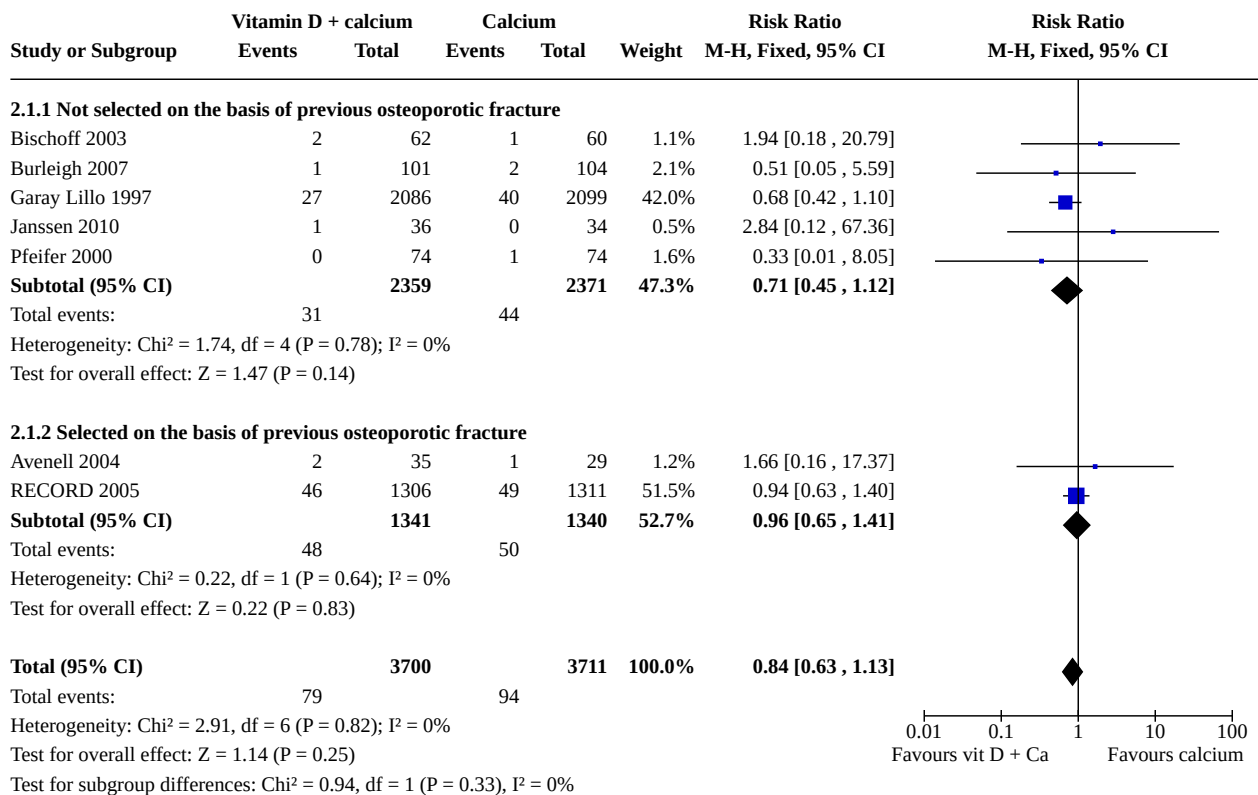 Vitamin D + calcium Calcium Risk Ratio Risk Ratio
Study or Subgroup Events Total Events Total Weight M-H, Fixed, 95% CI M-H, Fixed, 95% CI
2.1.1 Not selected on the basis of previous osteoporotic fracture
Bischoff 2003 2 62 1 60 1.1% 1.94 [0.18 , 20.79]
Burleigh 2007 1 101 2 104 2.1% 0.51 [0.05 , 5.59]
Garay Lillo 1997 27 2086 40 2099 42.0% 0.68 [0.42 , 1.10]
Janssen 2010 1 36 0 34 0.5% 2.84 [0.12 , 67.36]
Pfeifer 2000 0 74 1 74 1.6% 0.33 [0.01 , 8.05]
Subtotal (95% CI) 2359 2371 47.3% 0.71 [0.45 , 1.12]
Total events: 31 44
Heterogeneity: Chi² = 1.74, df = 4 (P = 0.78); I² = 0%
Test for overall effect: Z = 1.47 (P = 0.14)
2.1.2 Selected on the basis of previous osteoporotic fracture
Avenell 2004 2 35 1 29 1.2% 1.66 [0.16 , 17.37]
RECORD 2005 46 1306 49 1311 51.5% 0.94 [0.63 , 1.40]
Subtotal (95% CI) 1341 1340 52.7% 0.96 [0.65 , 1.41]
Total events: 48 50
Heterogeneity: Chi² = 0.22, df = 1 (P = 0.64); I² = 0%
Test for overall effect: Z = 0.22 (P = 0.83)
Total (95% CI) 3700 3711 100.0% 0.84 [0.63 , 1.13]
Total events: 79 94
Heterogeneity: Chi² = 2.91, df = 6 (P = 0.82); I² = 0%
Test for overall effect: Z = 1.14 (P = 0.25)
Test for subgroup differences: Chi² = 0.94, df = 1 (P = 0.33), I² = 0%
0.01 0.1 1 10 100
Favours vit D + Ca Favours calcium